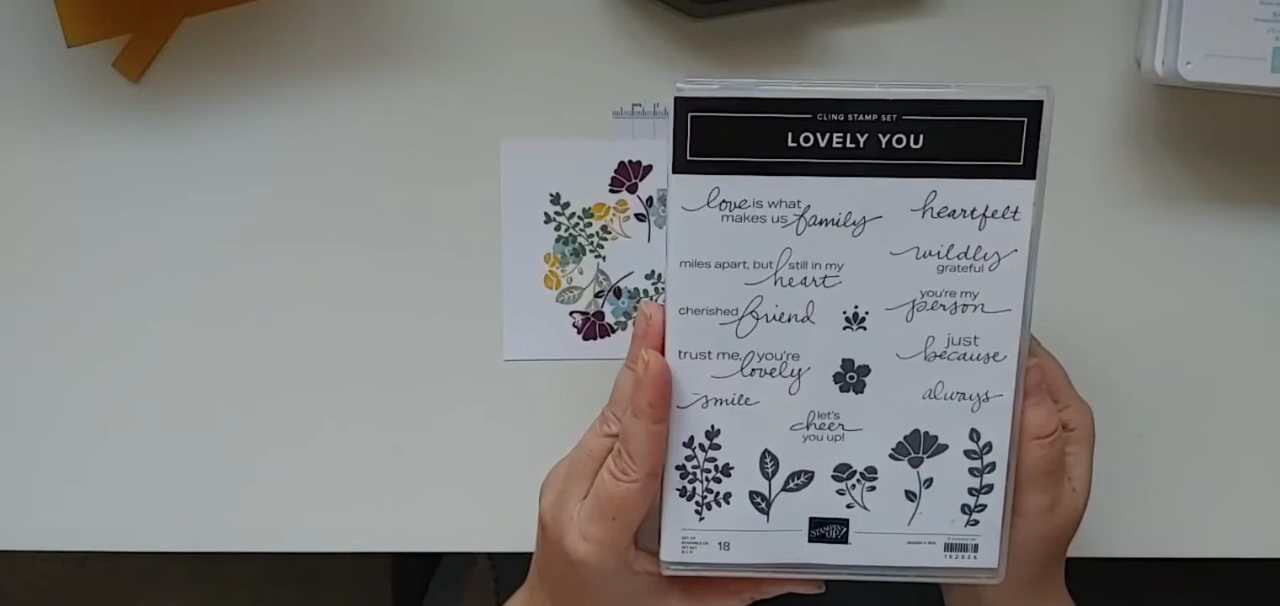 CLING STAMP SET
LOVELY YOU
love is what
makes us family
heartfelt
wildly
grateful
miles apart, but still in my
heart
you're my
person
cherished friend
just
because
trust me, you're
lovely
smile
always
let's
cheer
you up!
STAMPIN' UP!
18